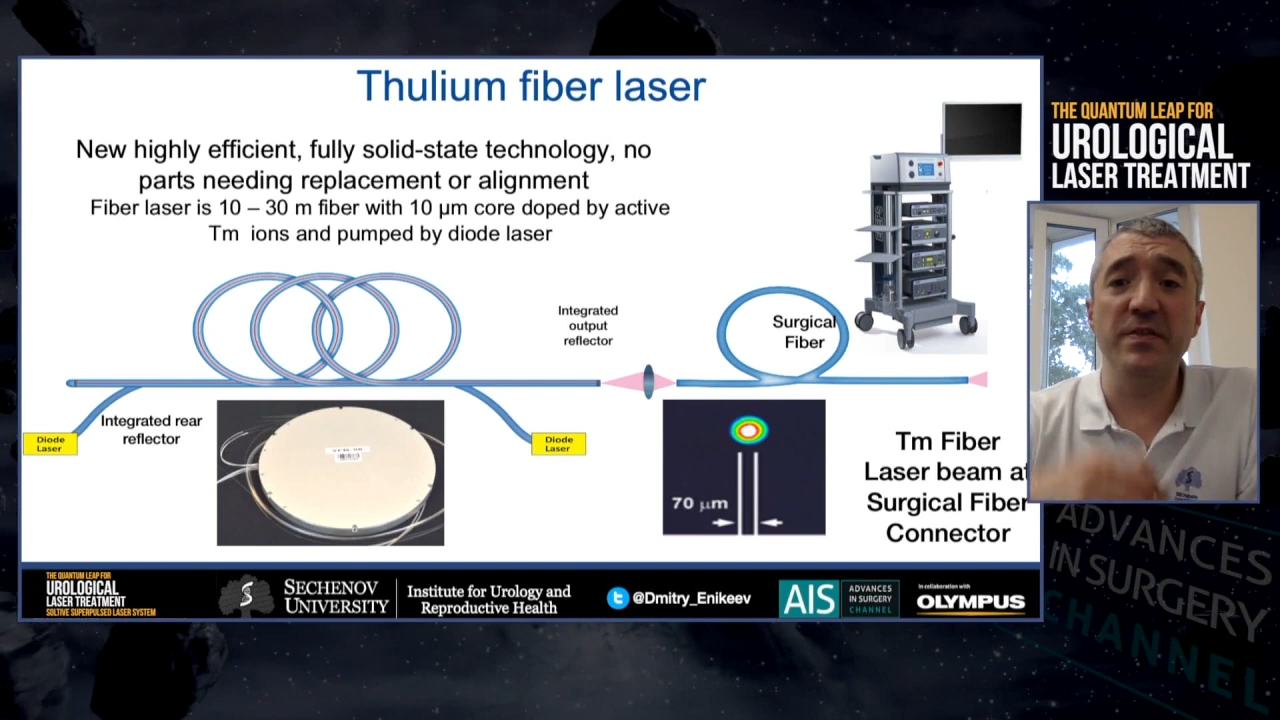 Thulium fiber laser
New highly efficient, fully solid-state technology, no
parts needing replacement or alignment
Fiber laser is 10 – 30 m fiber with 10 µm core doped by active
Tm ions and pumped by diode laser
Integrated
output
reflector
Surgical
Fiber
Integrated rear
reflector
Diode
Laser
Diode
Laser
70 µm
Tm Fiber
Laser beam at
Surgical Fiber
Connector
THE QUANTUM LEAP FOR
UROLOGICAL
LASER TREATMENT
THE QUANTUM LEAP FOR
UROLOGICAL
LASER TREATMENT
SOLTIVE SUPERPULSED LASER SYSTEM
SECHENOV
UNIVERSITY
Institute for Urology and
Reproductive Health
@Dmitry_Enikeev
AIS
ADVANCES
IN SURGERY
CHANNEL
In collaboration with
OLYMPUS
ADVANCES
IN SURGERY
CHANNEL